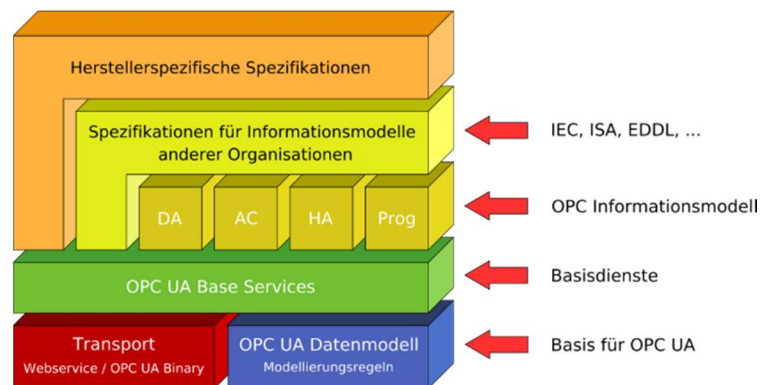 Herstellerspezifische Spezifikationen
Spezifikationen für Informationsmodelle
anderer Organisationen
IEC, ISA, EDDL, ...
DA
AC
HA
Prog
OPC Informationsmodell
OPC UA Base Services
Basisdienste
Transport
Webservice / OPC UA Binary
OPC UA Datenmodell
Modellierungsregeln
Basis für OPC UA